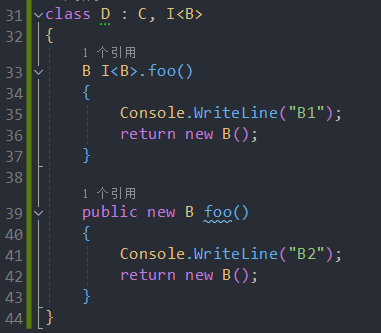 31 class D : C, I<B>
32 {
1 个引用
33 B I<B>.foo()
34 {
35 Console.WriteLine("B1");
36 return new B();
37 }
38
1 个引用
39 public new B foo()
40 {
41 Console.WriteLine("B2");
42 return new B();
43 }
44 }